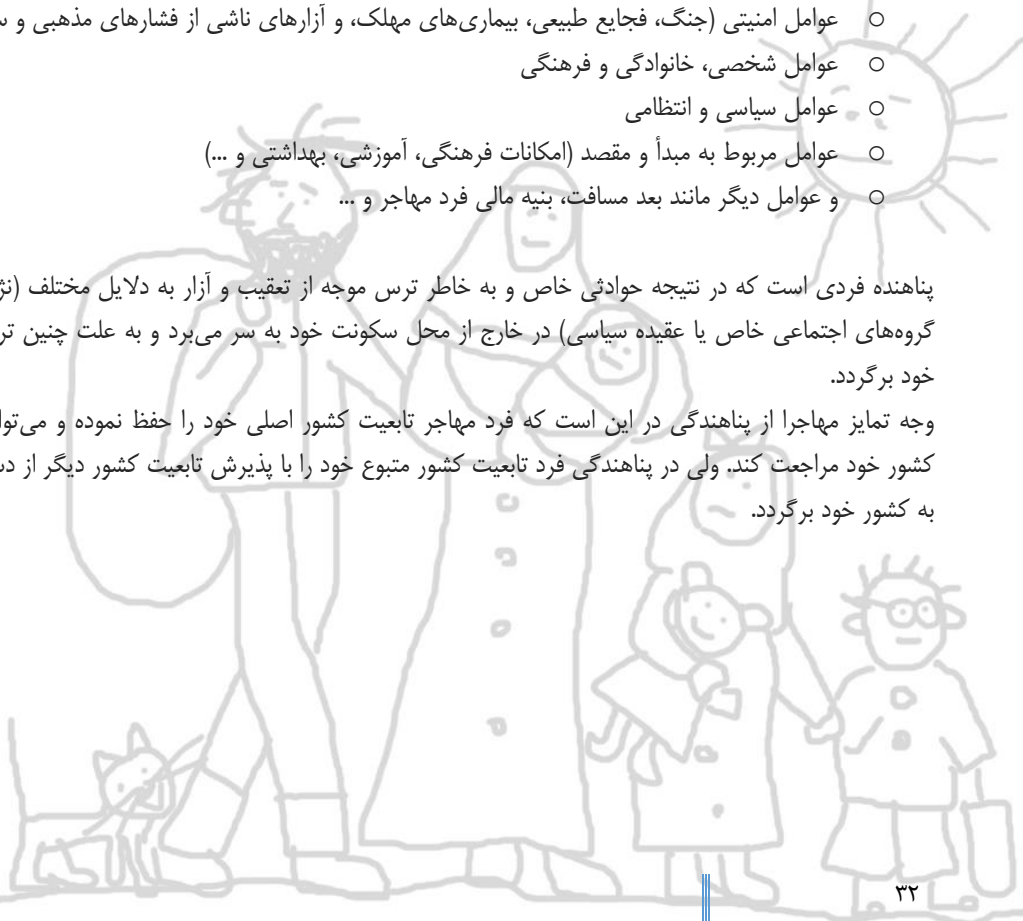 o عوامل امنیتی (جنگ، فجایع طبیعی، بیماری‌های مهلک، و آزارهای ناشی از فشارهای مذهبی و
o عوامل شخصی، خانوادگی و فرهنگی
o عوامل سیاسی و انتظامی
o عوامل مربوط به مبدأ و مقصد (امکانات فرهنگی، آموزشی، بهداشتی و ...)
o و عوامل دیگر مانند بعد مسافت، بنیه مالی فرد مهاجر و ...
پناهنده فردی است که در نتیجه حوادثی خاص و به خاطر ترس موجه از تعقیب و آزار به دلایل مختلف
گروه‌های اجتماعی خاص یا عقیده سیاسی) در خارج از محل سکونت خود به سر می‌برد و به علت چنین
خود برگردد.
وجه تمایز مهاجرا از پناهندگی در این است که فرد مهاجر تابعیت کشور اصلی خود را حفظ نموده و
کشور خود مراجعت کند. ولی در پناهندگی فرد تابعیت کشور متبوع خود را با پذیرش تابعیت کشور دیگر از
به کشور خود برگردد.
۳۲